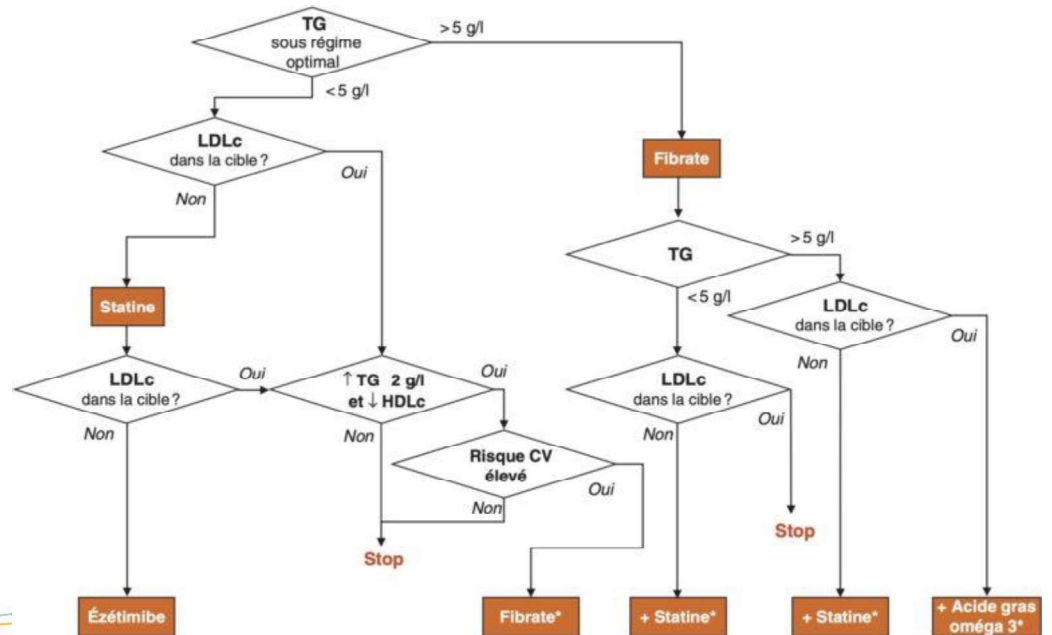 TG
sous régime
optimal
> 5 g/l
< 5 g/l
LDLc
dans la cible ?
Oui
Non
Fibrate
TG
> 5 g/l
< 5 g/l
Statine
LDLc
dans la cible ?
Oui
Non
LDLc
dans la cible ?
Oui
Non
↑ TG 2 g/l
et ↓ HDLc
Oui
Non
LDLc
dans la cible ?
Oui
Non
Risque CV
élevé
Oui
Non
Stop
Stop
Ézétimibe
Fibrate*
+ Statine*
+ Statine*
+ Acide gras
oméga 3*